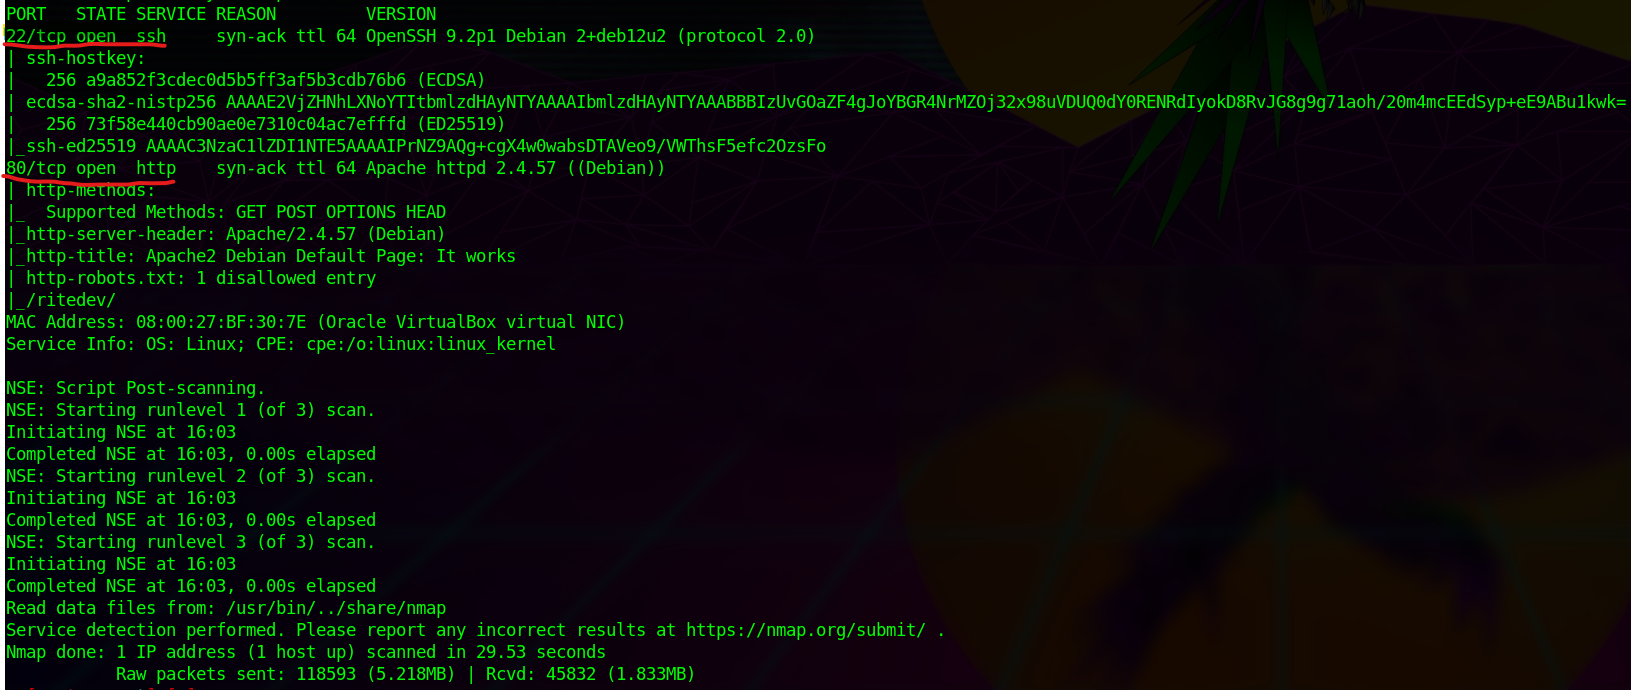 PORT   STATE SERVICE REASON         VERSION
22/tcp open  ssh     syn-ack ttl 64 OpenSSH 9.2p1 Debian 2+deb12u2 (protocol 2.0)
| ssh-hostkey:
|   256 a9a852f3cdec0d5b5ff3af5b3cdb76b6 (ECDSA)
| ecdsa-sha2-nistp256 AAAAE2VjZHNhLXNoYTItbmlzdHAyNTYAAAAIbmlzdHAyNTYAAABBBIzUvGOaZF4gJoYBGR4NrMZOj32x98uVDUQ0dY0RENRdIyokD8RvJG8g9g71aoh/20m4mcEEdSyp+eE9ABu1kwk=
|   256 73f58e440cb90ae0e7310c04ac7efffd (ED25519)
|_ssh-ed25519 AAAAC3NzaC1lZDI1NTE5AAAAIPrNZ9AQg+cgX4w0wabsDTAVeo9/VWThsF5efc2OzsFo
80/tcp open  http    syn-ack ttl 64 Apache httpd 2.4.57 ((Debian))
| http-methods:
|_  Supported Methods: GET POST OPTIONS HEAD
|_http-server-header: Apache/2.4.57 (Debian)
|_http-title: Apache2 Debian Default Page: It works
| http-robots.txt: 1 disallowed entry
|_/ritedev/
MAC Address: 08:00:27:BF:30:7E (Oracle VirtualBox virtual NIC)
Service Info: OS: Linux; CPE: cpe:/o:linux:linux_kernel
NSE: Script Post-scanning.
NSE: Starting runlevel 1 (of 3) scan.
Initiating NSE at 16:03
Completed NSE at 16:03, 0.00s elapsed
NSE: Starting runlevel 2 (of 3) scan.
Initiating NSE at 16:03
Completed NSE at 16:03, 0.00s elapsed
NSE: Starting runlevel 3 (of 3) scan.
Initiating NSE at 16:03
Completed NSE at 16:03, 0.00s elapsed
Read data files from: /usr/bin/../share/nmap
Service detection performed. Please report any incorrect results at https://nmap.org/submit/ .
Nmap done: 1 IP address (1 host up) scanned in 29.53 seconds
           Raw packets sent: 118593 (5.218MB) | Rcvd: 45832 (1.833MB)